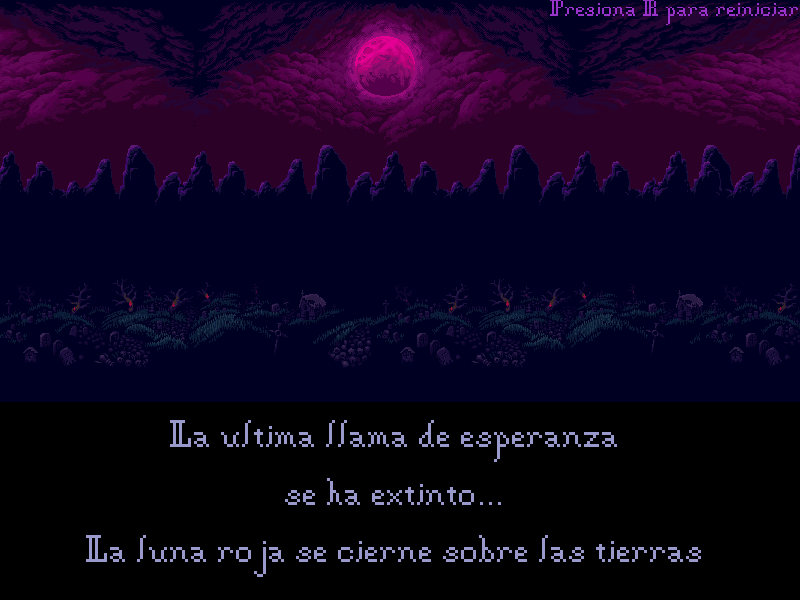 Presiona R para reiniciar
La ultima llama de esperanza
se ha extinto...
La luna roja se cierne sobre las tierras